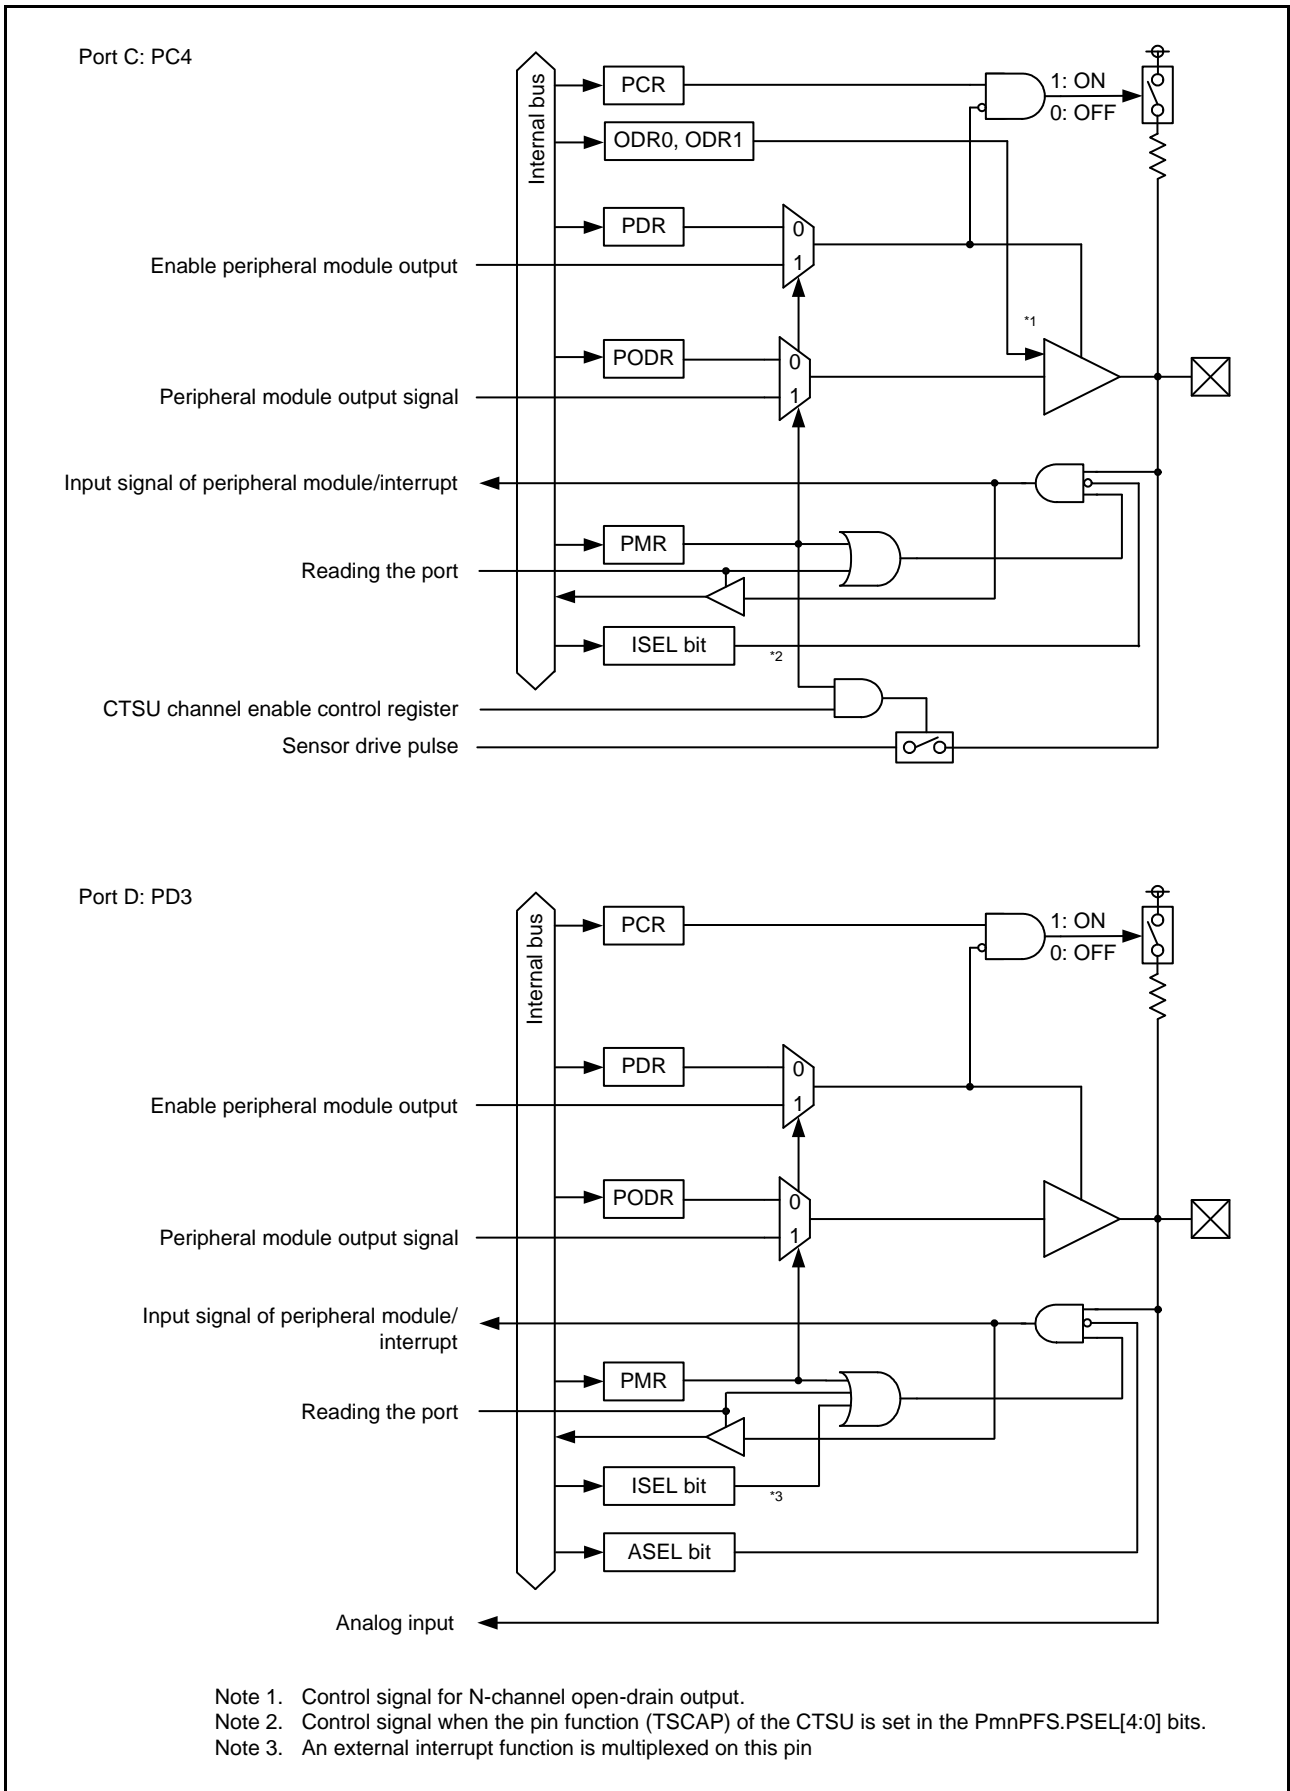 Port C: PC4
Internal bus
PCR
1: ON
0: OFF
ODR0, ODR1
PDR
0
Enable peripheral module output
1
*1
PODR
0
Peripheral module output signal
1
Input signal of peripheral module/interrupt
PMR
Reading the port
ISEL bit
*2
CTSU channel enable control register
Sensor drive pulse
Port D: PD3
Internal bus
PCR
1: ON
0: OFF
PDR
0
Enable peripheral module output
1
PODR
0
Peripheral module output signal
1
Input signal of peripheral module/
interrupt
PMR
Reading the port
ISEL bit
*3
ASEL bit
Analog input
Note 1. Control signal for N-channel open-drain output.
Note 2. Control signal when the pin function (TSCAP) of the CTSU is set in the PmnPFS.PSEL[4:0] bits.
Note 3. An external interrupt function is multiplexed on this pin